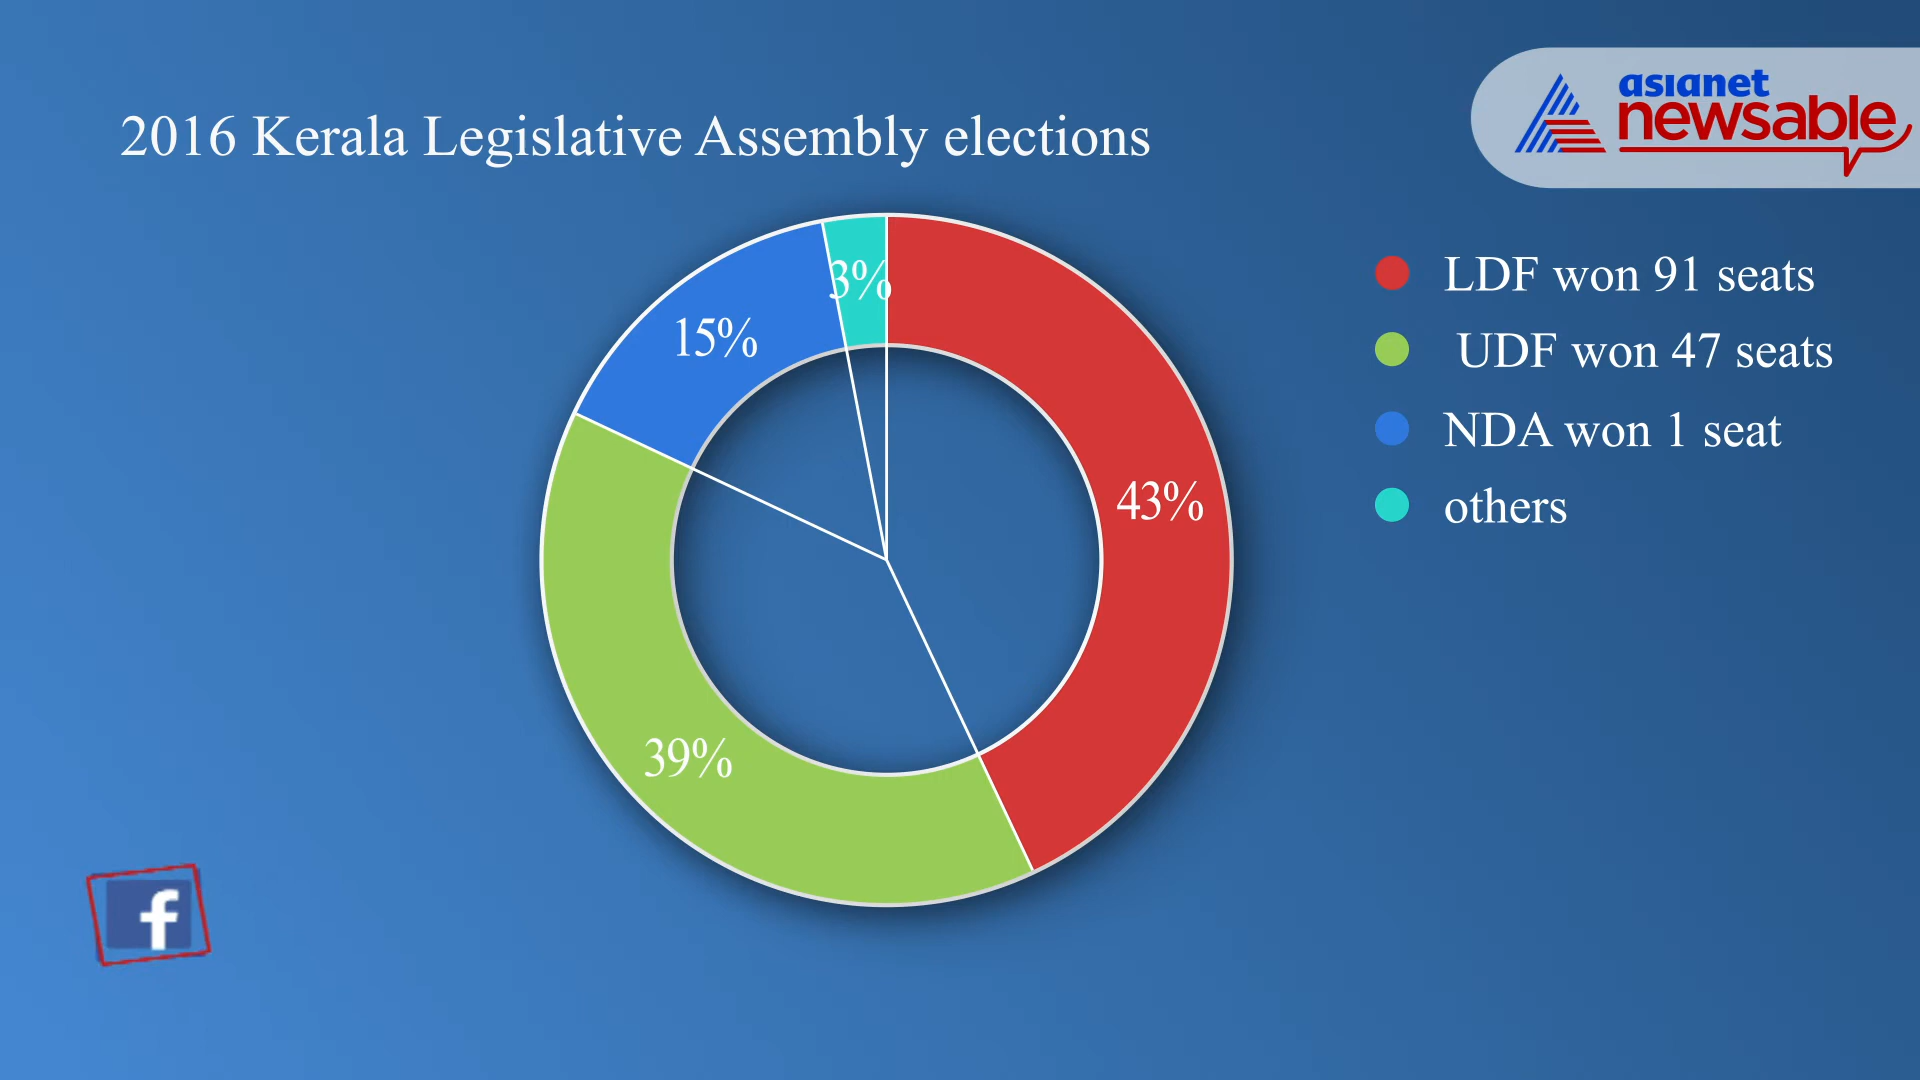 2016 Kerala Legislative Assembly elections
asianet
newsable
LDF won 91 seats
UDF won 47 seats
NDA won 1 seat
others
3%
15%
43%
39%
f